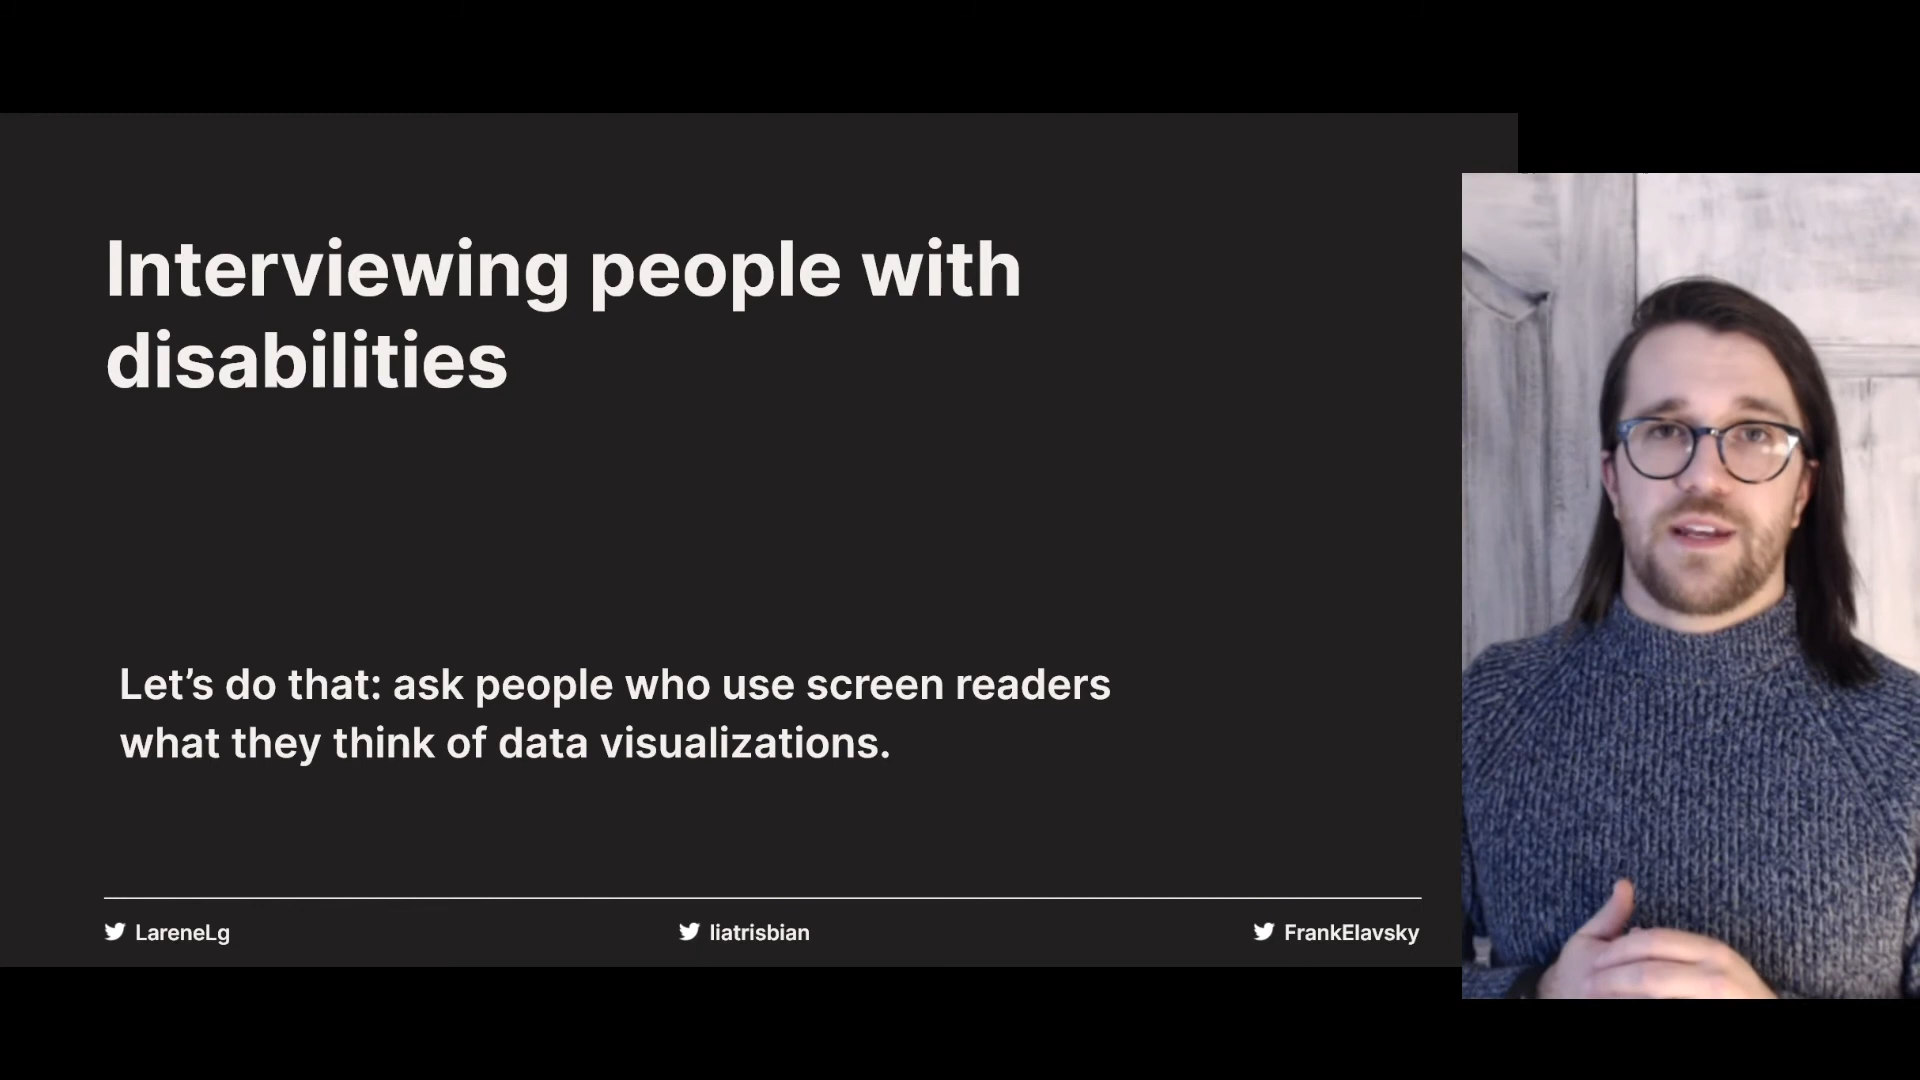 Interviewing people with
disabilities
Let’s do that: ask people who use screen readers
what they think of data visualizations.
LareneLg
liatrisbian
FrankElavsky